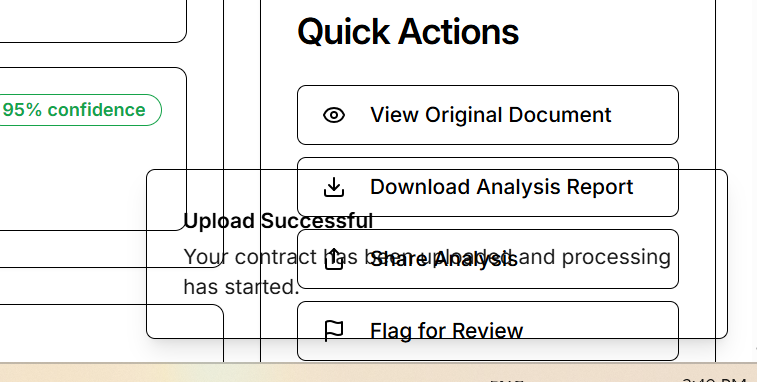 Quick Actions
95% confidence
View Original Document
Download Analysis Report
Upload Successful
Your contract has been uploaded and processing
has started.
Share Analysis
Flag for Review